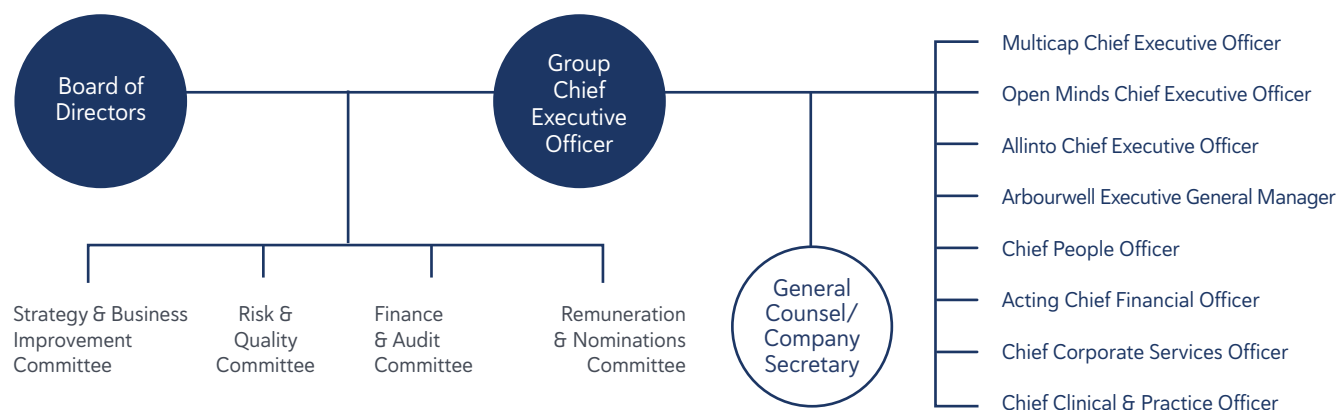 Board of
Directors
Group
Chief
Executive
Officer
Strategy & Business
Improvement
Committee
Risk &
Quality
Committee
Finance
& Audit
Committee
Remuneration
& Nominations
Committee
General
Counsel/
Company
Secretary
Multicap Chief Executive Officer
Open Minds Chief Executive Officer
Allinto Chief Executive Officer
Arbourwell Executive General Manager
Chief People Officer
Acting Chief Financial Officer
Chief Corporate Services Officer
Chief Clinical & Practice Officer